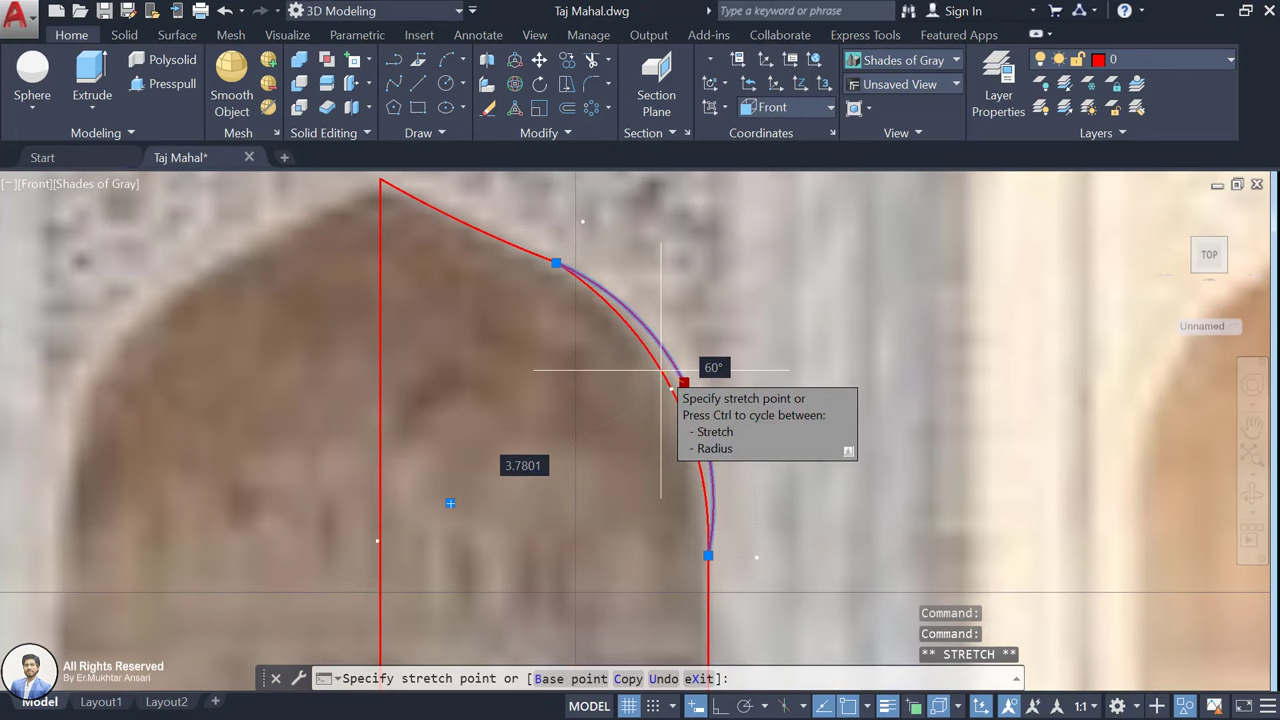 3D Modeling
Taj Mahal.dwg
Type a keyword or phrase
Sign In
Home
Solid
Surface
Mesh
Visualize
Parametric
Insert
Annotate
View
Manage
Output
Add-ins
Collaborate
Express Tools
Featured Apps
Sphere
Extrude
Polysolid
Presspull
Smooth
Object
Section
Plane
Front
Shades of Gray
Unsaved View
Layer
Properties
0
Modeling
Mesh
Solid Editing
Draw
Modify
Section
Coordinates
View
Layers
Start
Taj Mahal*
[−][Front][Shades of Gray]
TOP
Unnamed
60°
Specify stretch point or
Press Ctrl to cycle between:
- Stretch
- Radius
3.7801
Command:
Command:
** STRETCH **
All Rights Reserved
By Er.Mukhtar Ansari
Specify stretch point or [Base point Copy Undo eXit]:
Model
Layout1
Layout2
MODEL
1:1